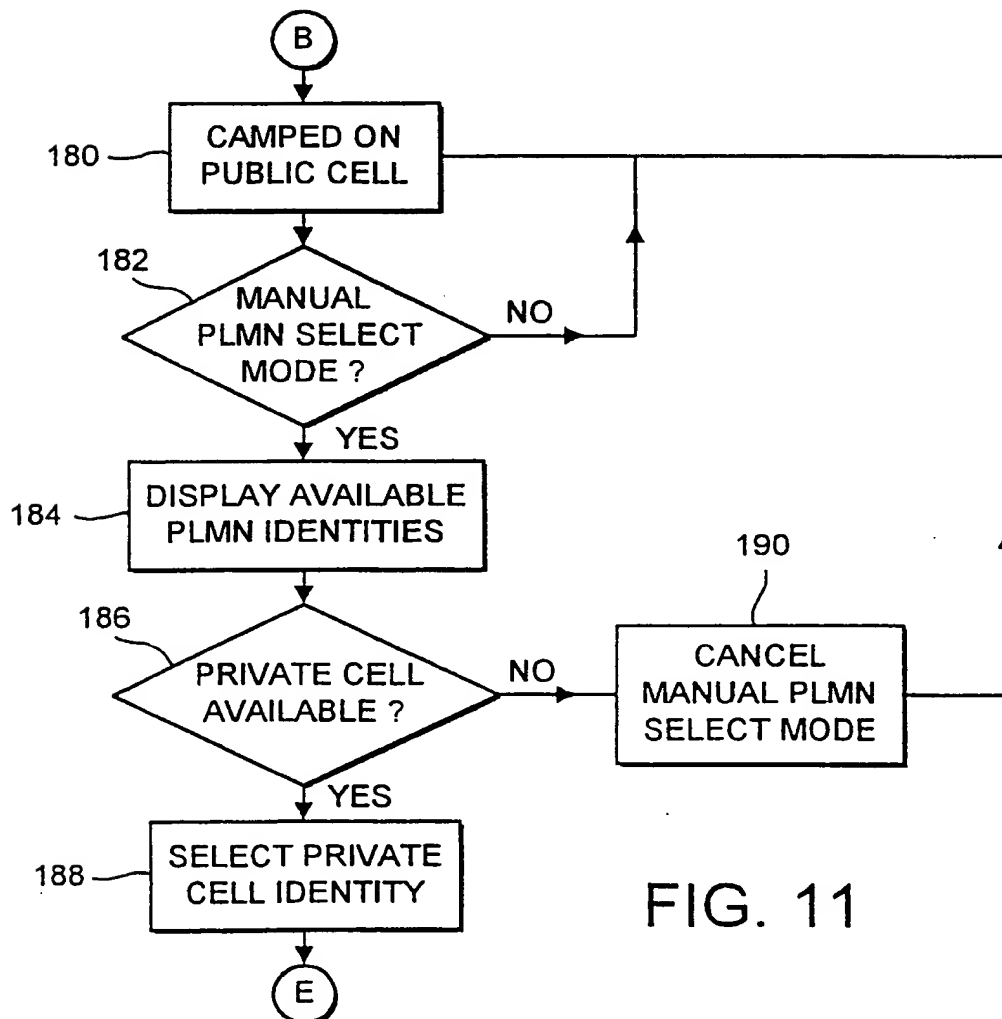 B
180
CAMPED ON
PUBLIC CELL
182
MANUAL
PLMN SELECT
MODE ?
NO
YES
184
DISPLAY AVAILABLE
PLMN IDENTITIES
186
PRIVATE CELL
AVAILABLE ?
NO
190
CANCEL
MANUAL PLMN
SELECT MODE
YES
188
SELECT PRIVATE
CELL IDENTITY
E
FIG. 11